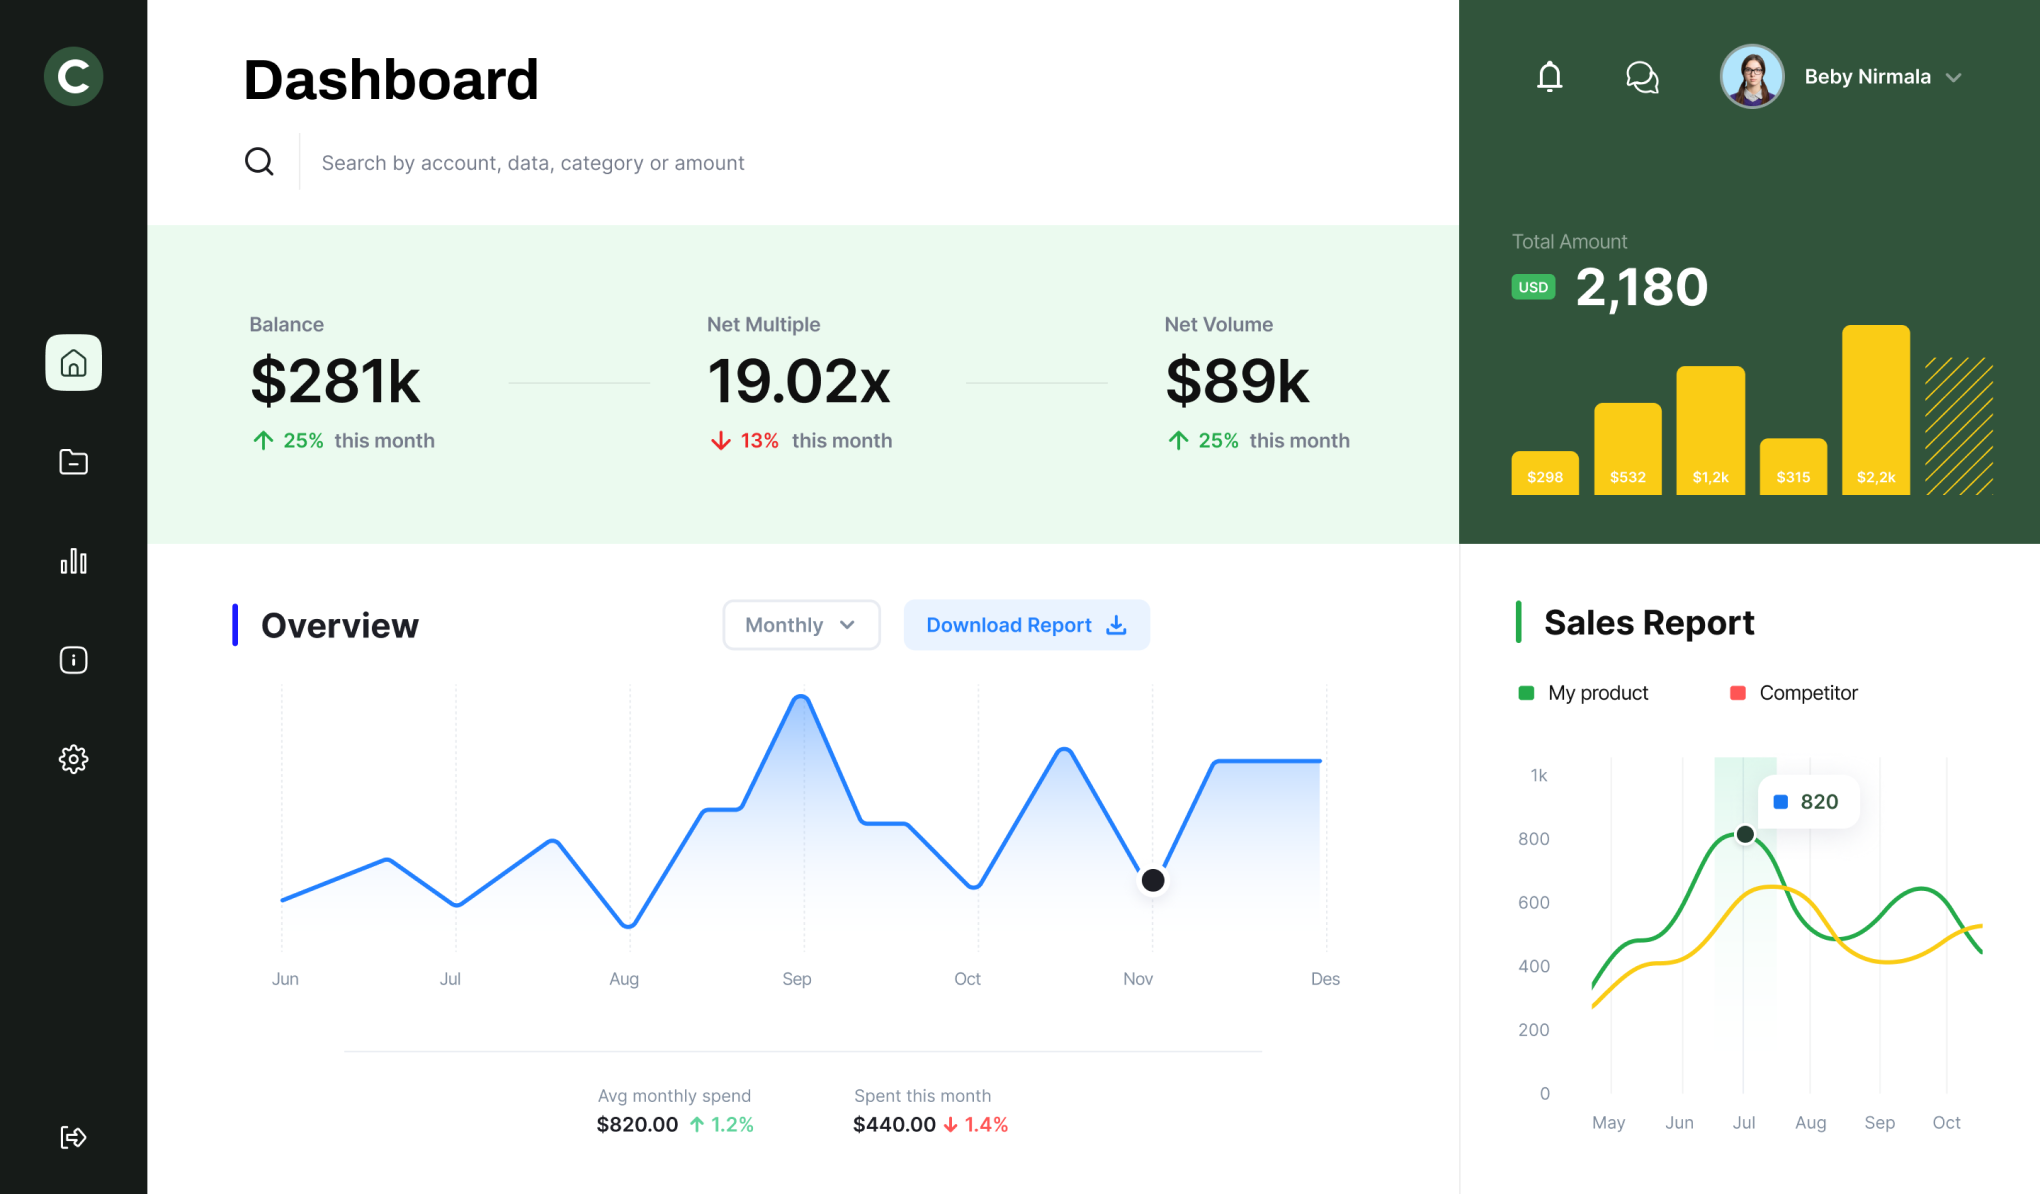 C
Dashboard
Search by account, data, category or amount
Beby Nirmala
Balance
$281k
25% this month
Net Multiple
19.02x
13% this month
Net Volume
$89k
25% this month
Total Amount
USD 2,180
$298 $532 $1,2k $315 $2,2k
Overview
Monthly
Download Report
Jun Jul Aug Sep Oct Nov Des
Avg monthly spend
$820.00 1.2%
Spent this month
$440.00 1.4%
Sales Report
My product Competitor
820
1k
800
600
400
200
0
May Jun Jul Aug Sep Oct